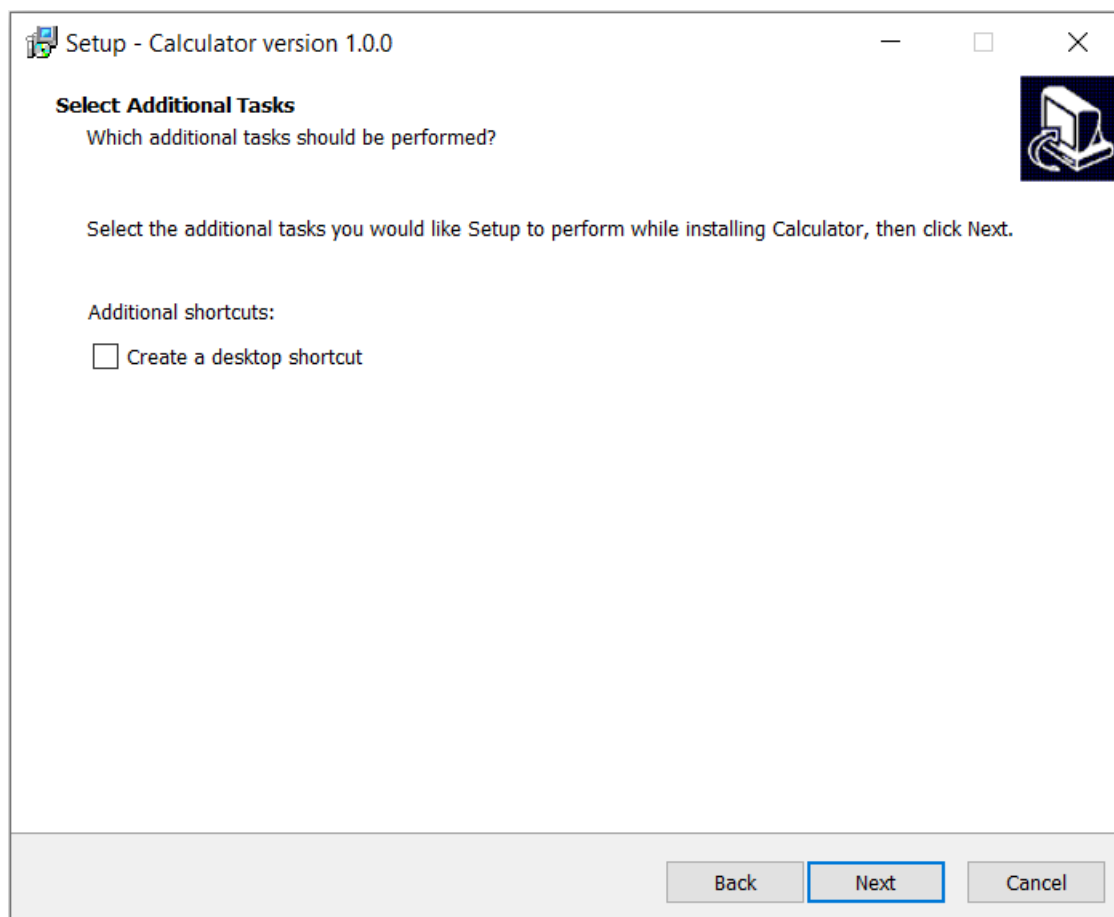 Setup - Calculator version 1.0.0
Select Additional Tasks
Which additional tasks should be performed?
Select the additional tasks you would like Setup to perform while installing Calculator, then click Next.
Additional shortcuts:
Create a desktop shortcut
Back Next Cancel